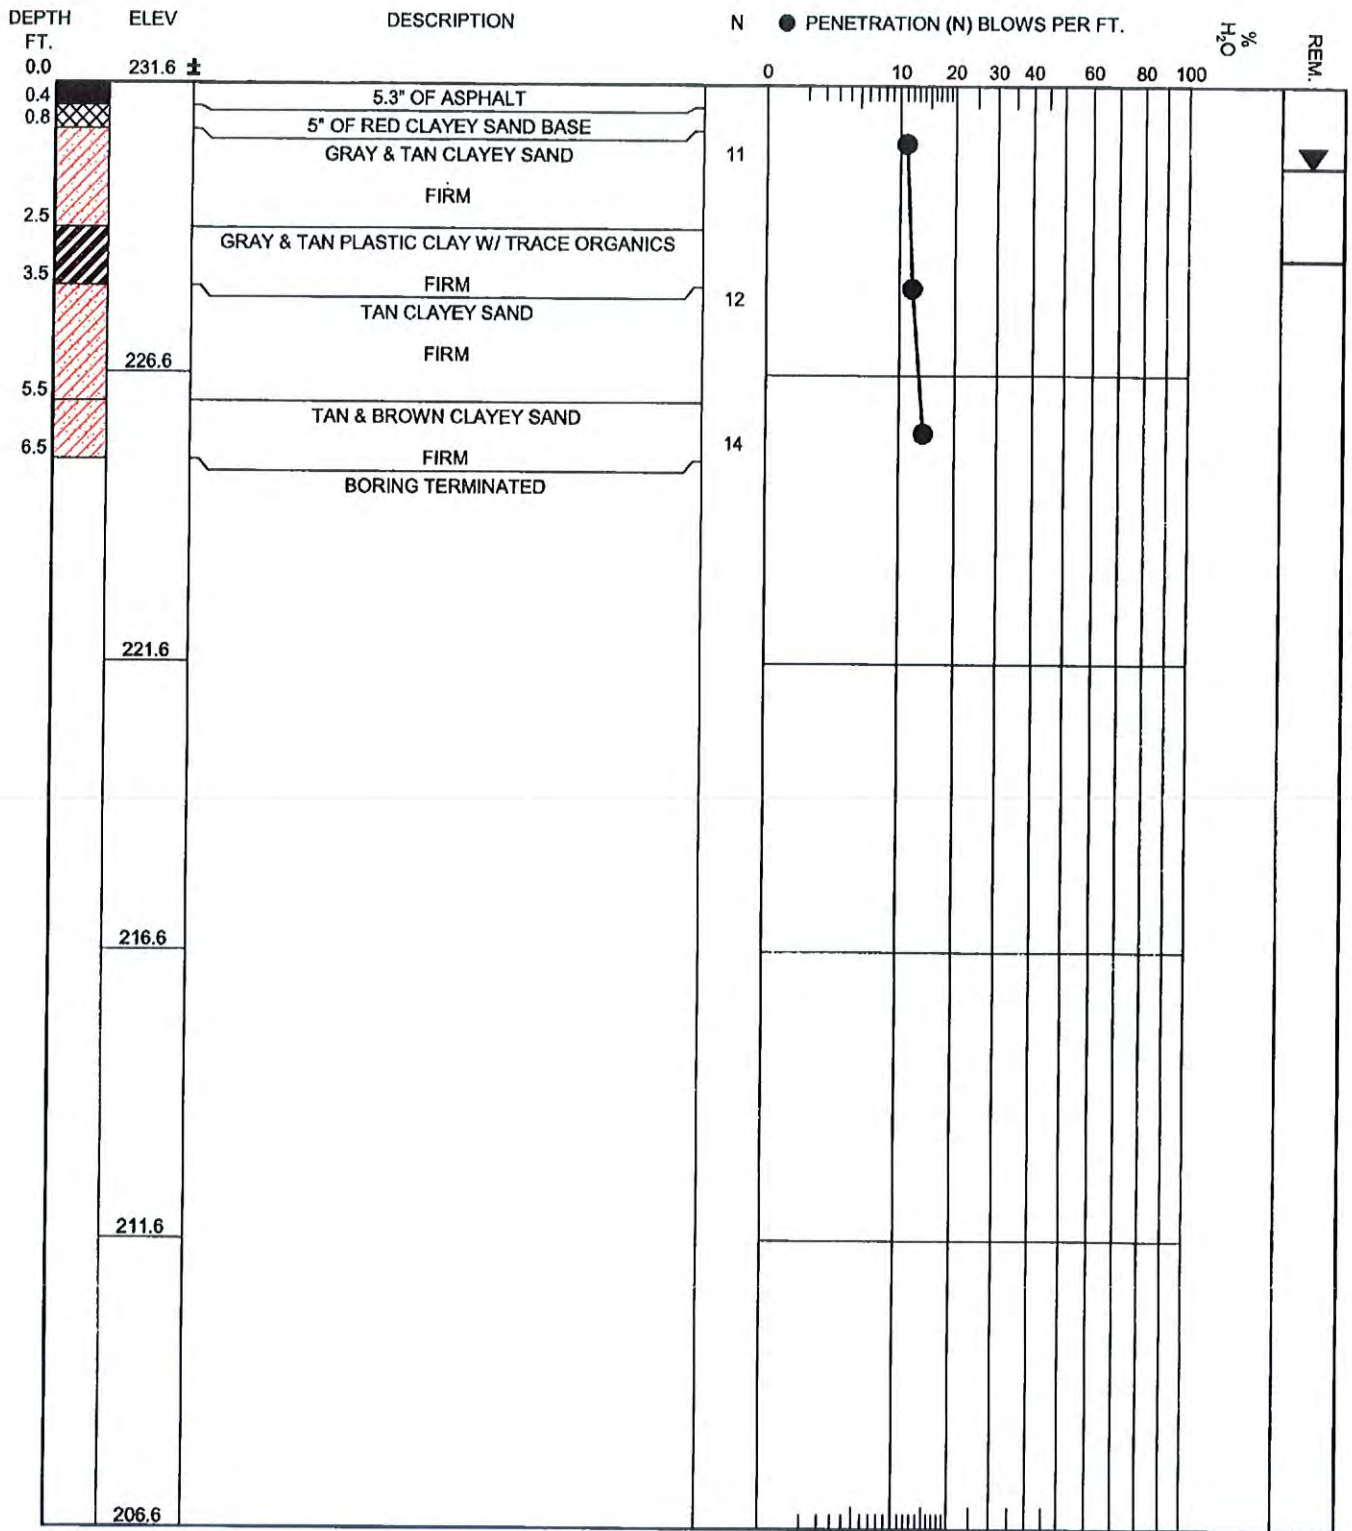 DEPTH ELEV DESCRIPTION N ● PENETRATION (N) BLOWS PER FT. % H₂O REM.
FT.
0.0 231.6 ± 0 10 20 30 40 60 80 100
0.4 5.3" OF ASPHALT
0.8 5" OF RED CLAYEY SAND BASE
GRAY & TAN CLAYEY SAND 11
FIRM
2.5
GRAY & TAN PLASTIC CLAY W/ TRACE ORGANICS
3.5 FIRM
12
TAN CLAYEY SAND
FIRM
226.6
5.5
TAN & BROWN CLAYEY SAND
6.5 14
FIRM
BORING TERMINATED
221.6
216.6
211.6
206.6